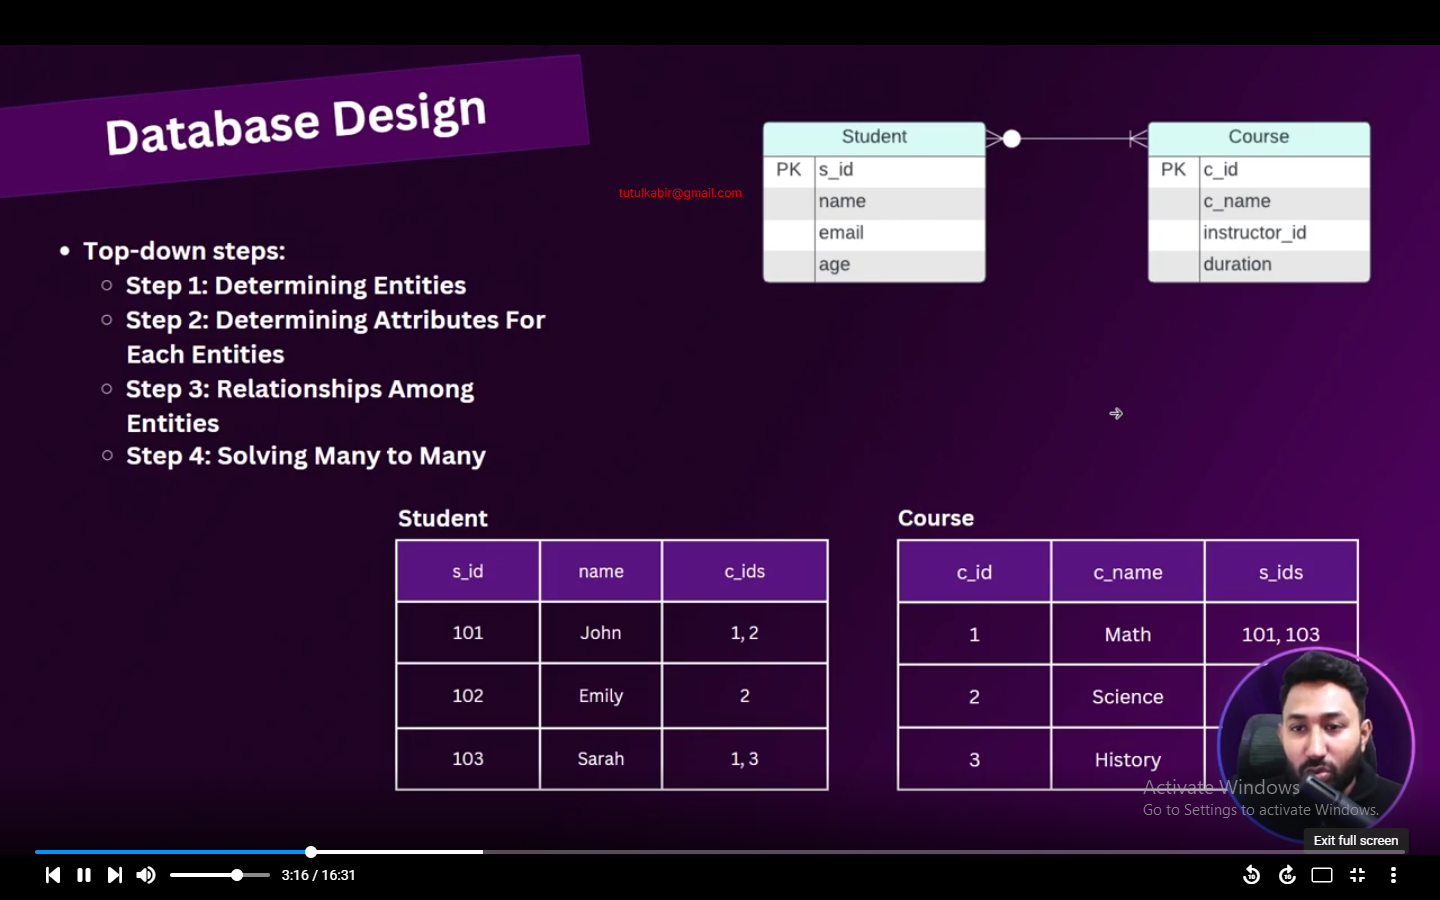 Database Design
tutulkabir@gmail.com
Student
PK s_id
name
email
age
Course
PK c_id
c_name
instructor_id
duration
• Top-down steps:
○ Step 1: Determining Entities
○ Step 2: Determining Attributes For
Each Entities
○ Step 3: Relationships Among
Entities
○ Step 4: Solving Many to Many
Student
s_id name c_ids
101 John 1, 2
102 Emily 2
103 Sarah 1, 3
Course
c_id c_name s_ids
1 Math 101, 103
2 Science
3 History
Activate Windows
Go to Settings to activate Windows.
Exit full screen
3:16 / 16:31
10 10